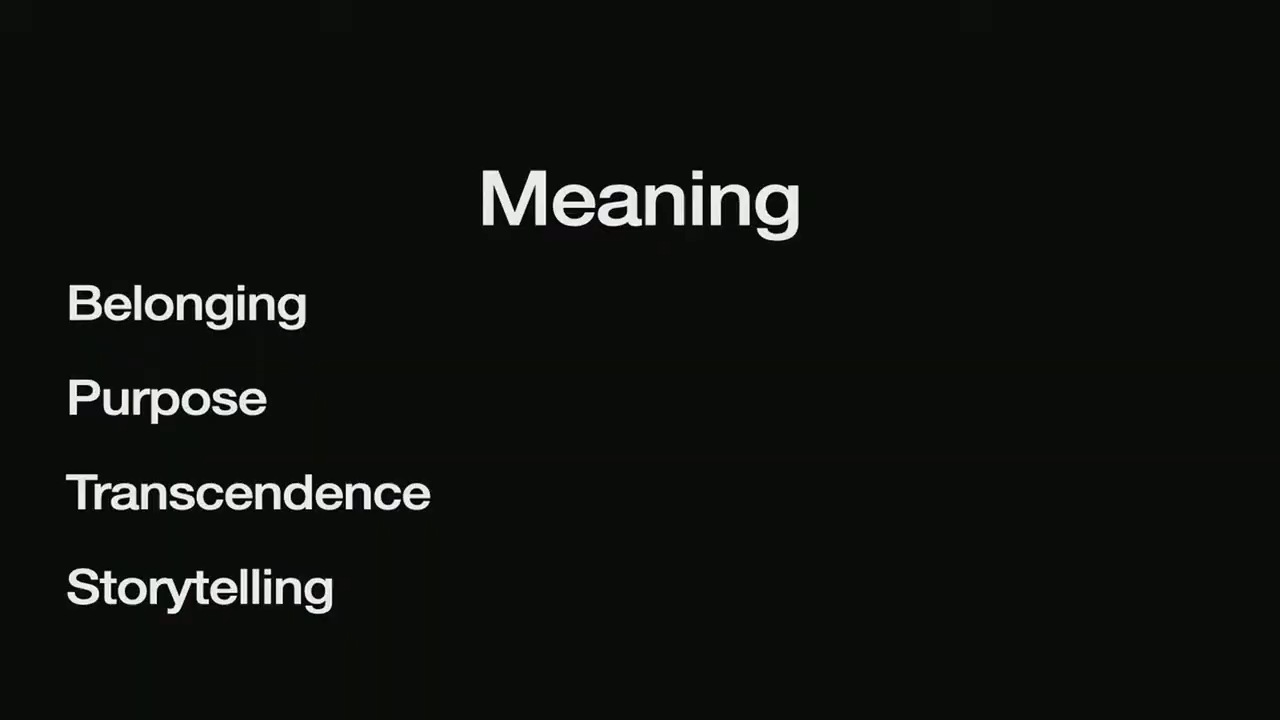 Meaning
Belonging
Purpose
Transcendence
Storytelling